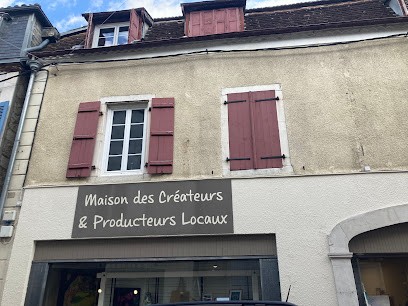 Maison des Créateurs
& Producteurs Locaux